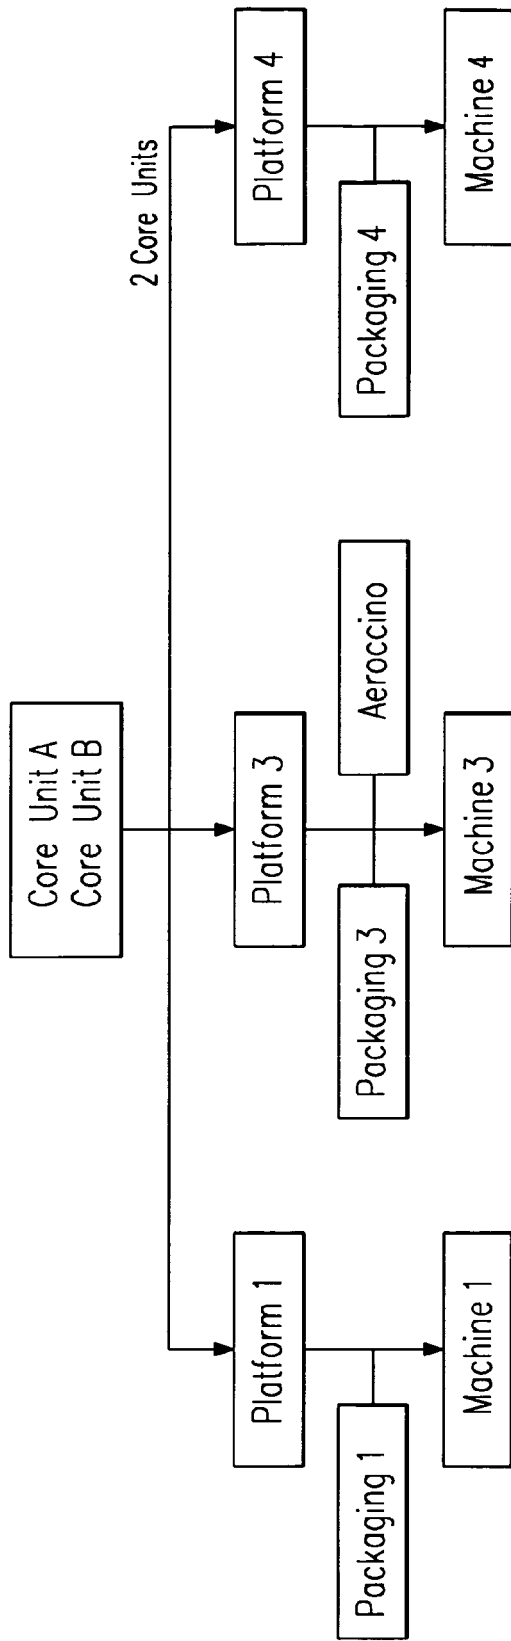 Core Unit A
Core Unit B
2 Core Units
Platform 1
Platform 3
Platform 4
Packaging 1
Packaging 3
Aeroccino
Packaging 4
Machine 1
Machine 3
Machine 4